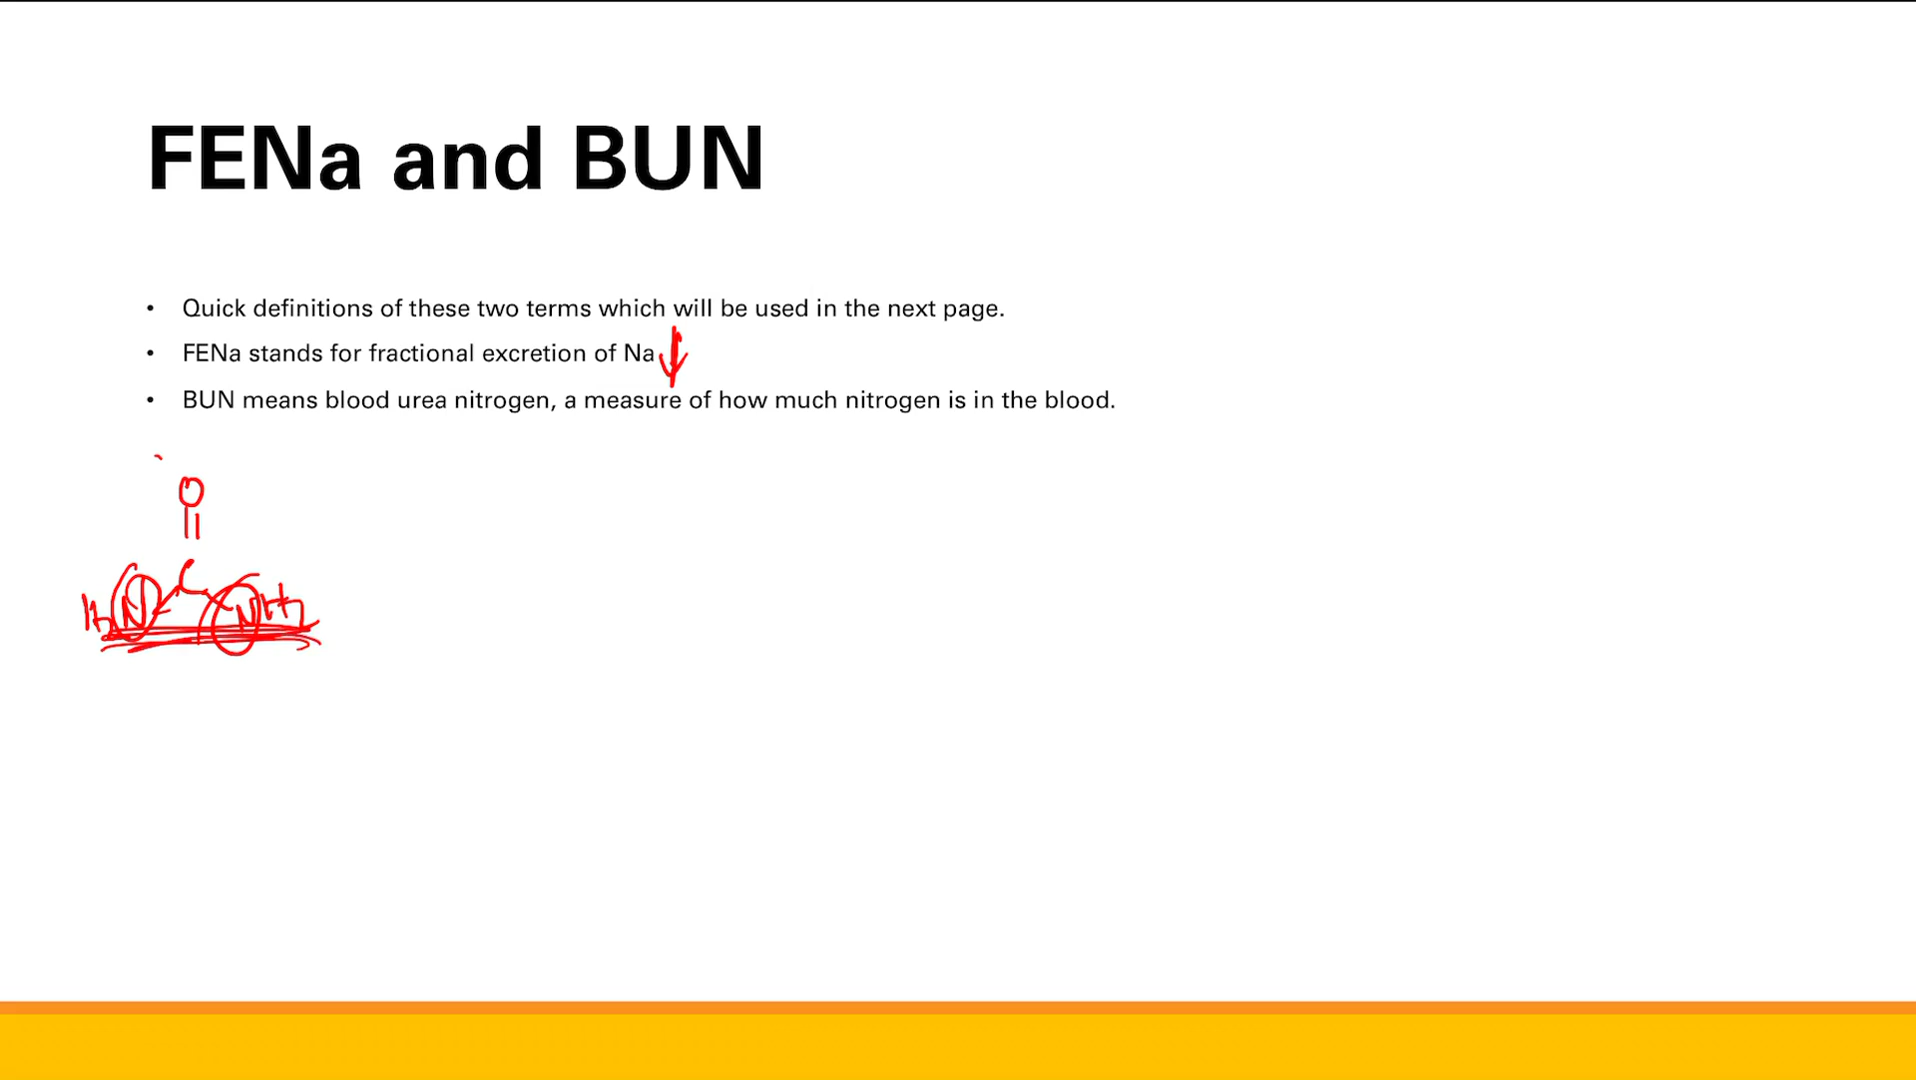 FENa and BUN
• Quick definitions of these two terms which will be used in the next page.
• FENa stands for fractional excretion of Na
• BUN means blood urea nitrogen, a measure of how much nitrogen is in the blood.
O
C
N NH₂